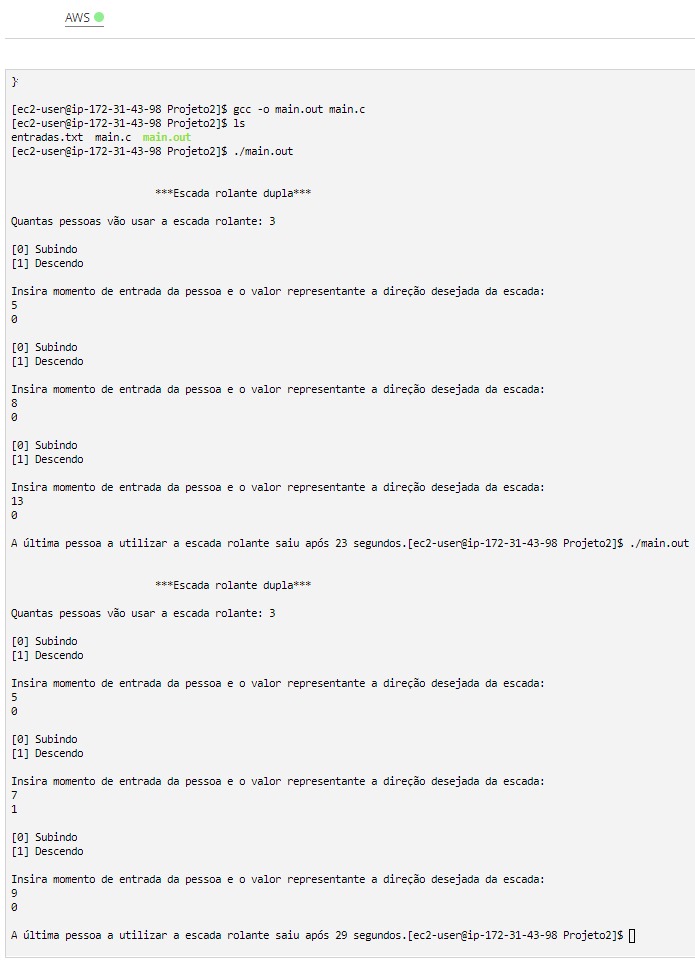 AWS
}
[ec2-user@ip-172-31-43-98 Projeto2]$ gcc -o main.out main.c
[ec2-user@ip-172-31-43-98 Projeto2]$ ls
entradas.txt  main.c  main.out
[ec2-user@ip-172-31-43-98 Projeto2]$ ./main.out
***Escada rolante dupla***
Quantas pessoas vão usar a escada rolante: 3
[0] Subindo
[1] Descendo
Insira momento de entrada da pessoa e o valor representante a direção desejada da escada:
5
0
[0] Subindo
[1] Descendo
Insira momento de entrada da pessoa e o valor representante a direção desejada da escada:
8
0
[0] Subindo
[1] Descendo
Insira momento de entrada da pessoa e o valor representante a direção desejada da escada:
13
0
A última pessoa a utilizar a escada rolante saiu após 23 segundos.[ec2-user@ip-172-31-43-98 Projeto2]$ ./main.out
***Escada rolante dupla***
Quantas pessoas vão usar a escada rolante: 3
[0] Subindo
[1] Descendo
Insira momento de entrada da pessoa e o valor representante a direção desejada da escada:
5
0
[0] Subindo
[1] Descendo
Insira momento de entrada da pessoa e o valor representante a direção desejada da escada:
7
1
[0] Subindo
[1] Descendo
Insira momento de entrada da pessoa e o valor representante a direção desejada da escada:
9
0
A última pessoa a utilizar a escada rolante saiu após 29 segundos.[ec2-user@ip-172-31-43-98 Projeto2]$